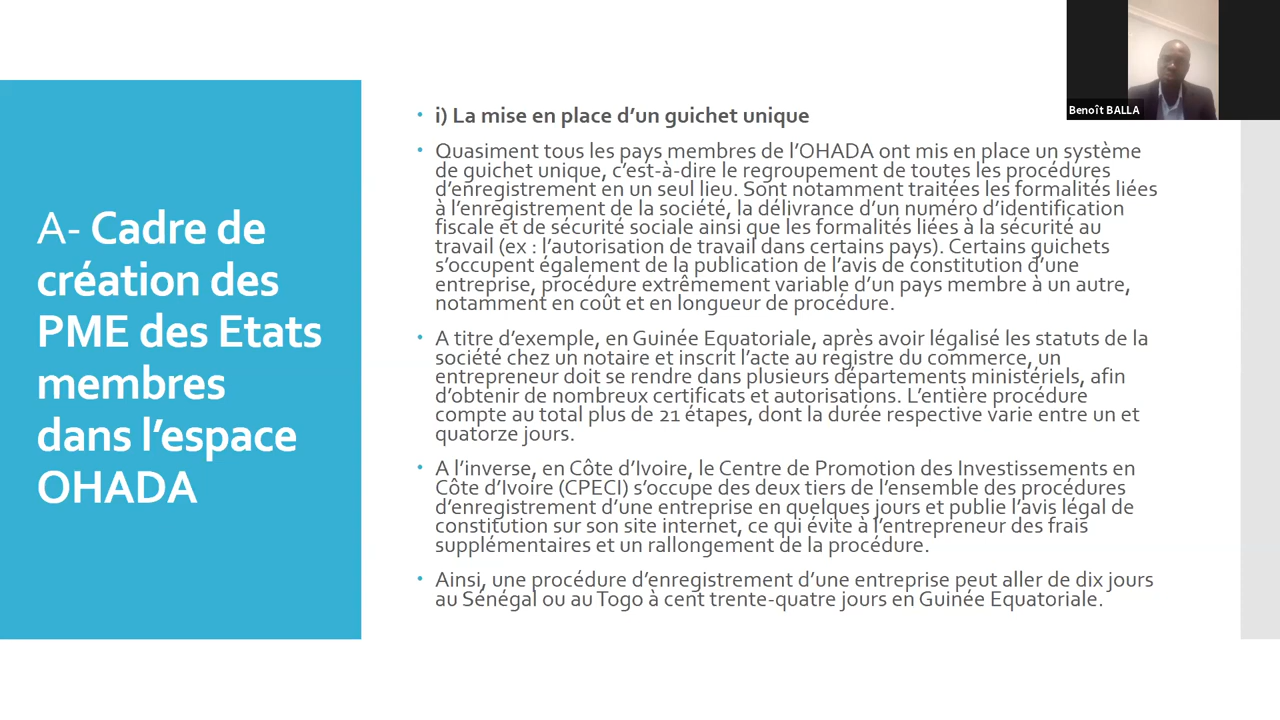 A- Cadre de
création des
PME des Etats
membres
dans l'espace
OHADA
• i) La mise en place d'un guichet unique
• Quasiment tous les pays membres de l'OHADA ont mis en place un système
de guichet unique, c'est-à-dire le regroupement de toutes les procédures
d'enregistrement en un seul lieu. Sont notamment traitées les formalités liées
à l'enregistrement de la société, la délivrance d'un numéro d'identification
fiscale et de sécurité sociale ainsi que les formalités liées à la sécurité au
travail (ex : l'autorisation de travail dans certains pays). Certains guichets
s'occupent également de la publication de l'avis de constitution d'une
entreprise, procédure extrêmement variable d'un pays membre à un autre,
notamment en coût et en longueur de procédure.
• A titre d'exemple, en Guinée Equatoriale, après avoir légalisé les statuts de la
société chez un notaire et inscrit l'acte au registre du commerce, un
entrepreneur doit se rendre dans plusieurs départements ministériels, afin
d'obtenir de nombreux certificats et autorisations. L'entière procédure
compte au total plus de 21 étapes, dont la durée respective varie entre un et
quatorze jours.
• A l'inverse, en Côte d'Ivoire, le Centre de Promotion des Investissements en
Côte d'Ivoire (CPECI) s'occupe des deux tiers de l'ensemble des procédures
d'enregistrement d'une entreprise en quelques jours et publie l'avis légal de
constitution sur son site internet, ce qui évite à l'entrepreneur des frais
supplémentaires et un rallongement de la procédure.
• Ainsi, une procédure d'enregistrement d'une entreprise peut aller de dix jours
au Sénégal ou au Togo à cent trente-quatre jours en Guinée Equatoriale.
Benoît BALLA